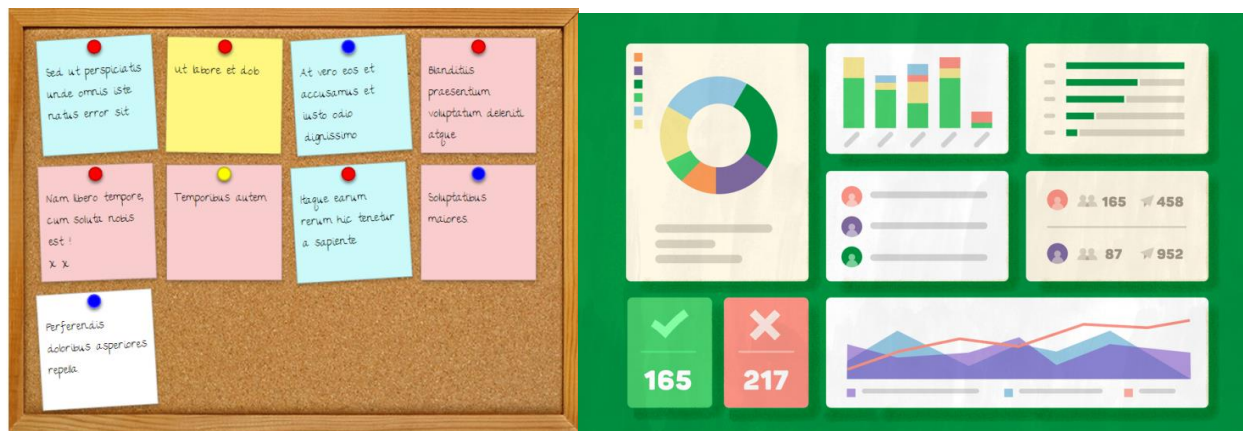 Sed ut perspiciatis
unde omnis iste
natus error sit
ut labore et dob
At vero eos et
accusamus et
iusto odio
dignissimo
Blanditiis
praesentium
voluptatum deleniti
atque
Nam libero tempore,
cum soluta nobis
est !
x x
Temporibus autem
Itaque earum
rerum hic tenetur
a sapiente
Soluptatibus
maiores
Perferendis
doloribus asperiores
repella
165 458
87 952
165
217